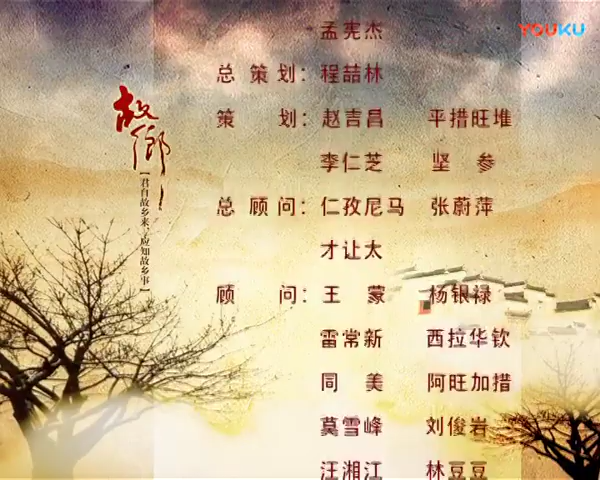 YOUKU
故鄉
【君自故乡来，应知故乡事】
孟宪杰
总策划：程喆林
策划：赵吉昌 平措旺堆
李仁芝 坚参
总顾问：仁孜尼马 张蔚萍
才让太
顾问：王蒙 杨银禄
雷常新 西拉华钦
同美 阿旺加措
莫雪峰 刘俊岩
汪湘江 林豆豆